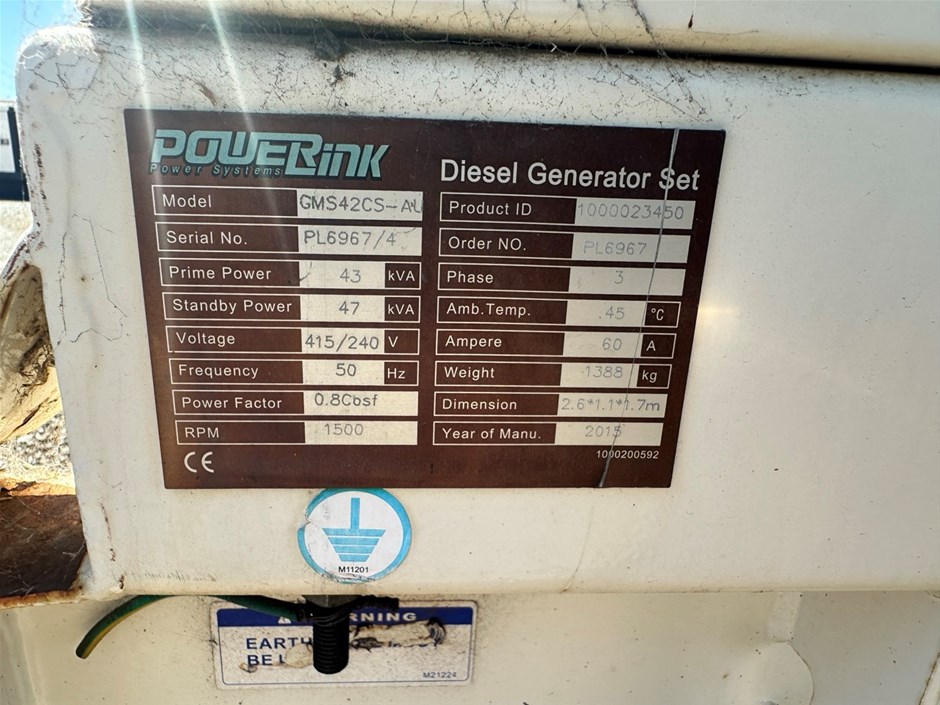 POWERLINK
Power Systems
Diesel Generator Set
Model GMS42CS-AU
Serial No. PL6967/4
Prime Power 43 kVA
Standby Power 47 kVA
Voltage 415/240 V
Frequency 50 Hz
Power Factor 0.8Cosf
RPM 1500
Product ID 1000023450
Order NO. PL6967
Phase 3
Amb.Temp. 45 °C
Ampere 60 A
Weight 1388 kg
Dimension 2.6*1.1*1.7m
Year of Manu. 2015
1000200592
CE
M11201
WARNING
EARTH
BE
M21224